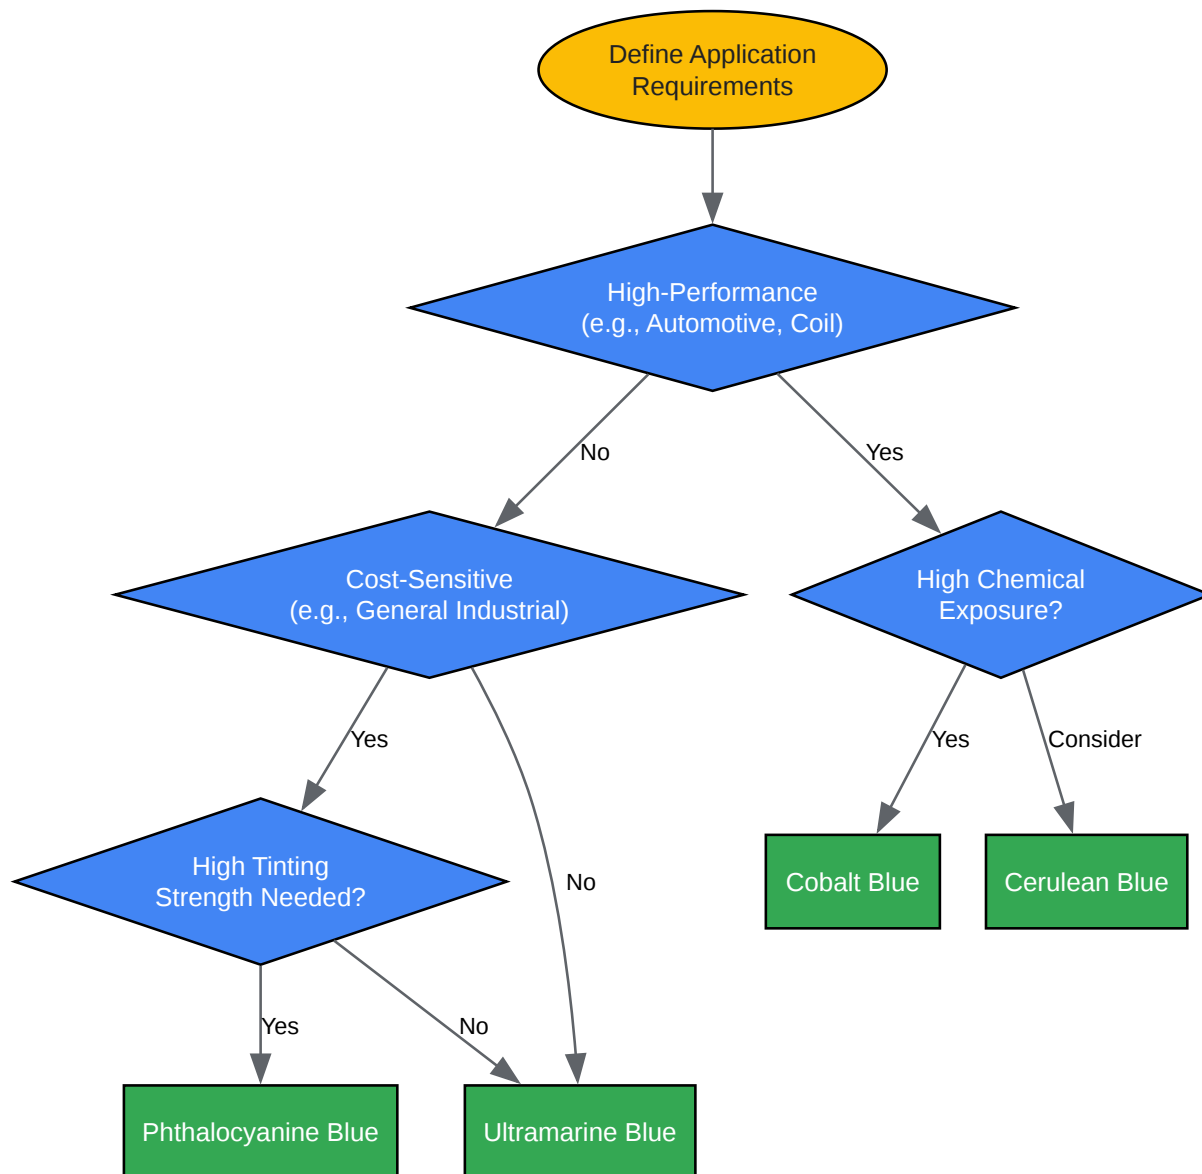 Define Application
Requirements
High-Performance
(e.g., Automotive, Coil)
No
Yes
Cost-Sensitive
(e.g., General Industrial)
High Chemical
Exposure?
Yes
No
Yes
Consider
High Tinting
Strength Needed?
Cobalt Blue
Cerulean Blue
Yes
No
Phthalocyanine Blue
Ultramarine Blue